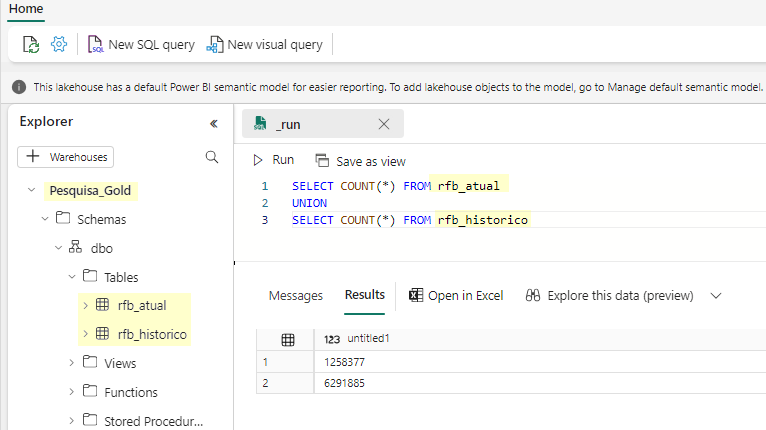 Home
New SQL query
New visual query
This lakehouse has a default Power BI semantic model for easier reporting. To add lakehouse objects to the model, go to Manage default semantic model.
Explorer
Warehouses
Pesquisa_Gold
Schemas
dbo
Tables
rfb_atual
rfb_historico
Views
Functions
Stored Procedur...
_run
Run
Save as view
1 SELECT COUNT(*) FROM rfb_atual
2 UNION
3 SELECT COUNT(*) FROM rfb_historico
Messages
Results
Open in Excel
Explore this data (preview)
123 untitled1
1 1258377
2 6291885